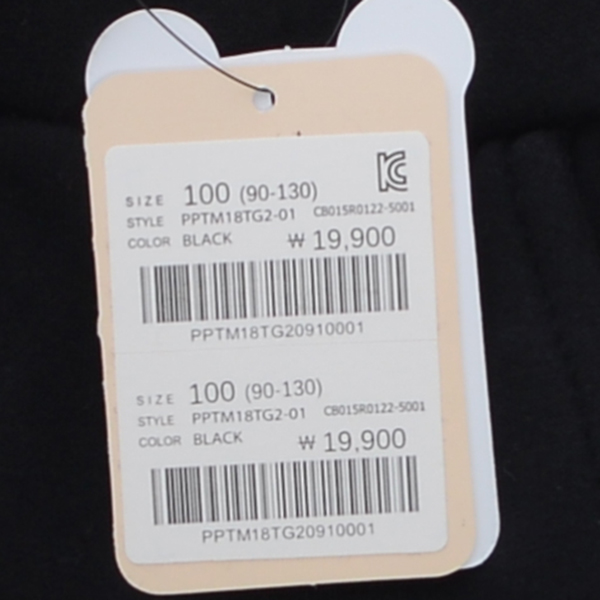 SIZE 100 (90-130)
STYLE PPTM18TG2-01 CB015R0122-5001
COLOR BLACK ₩ 19,900
PPTM18TG20910001
SIZE 100 (90-130)
STYLE PPTM18TG2-01 CB015R0122-5001
COLOR BLACK ₩ 19,900
PPTM18TG20910001